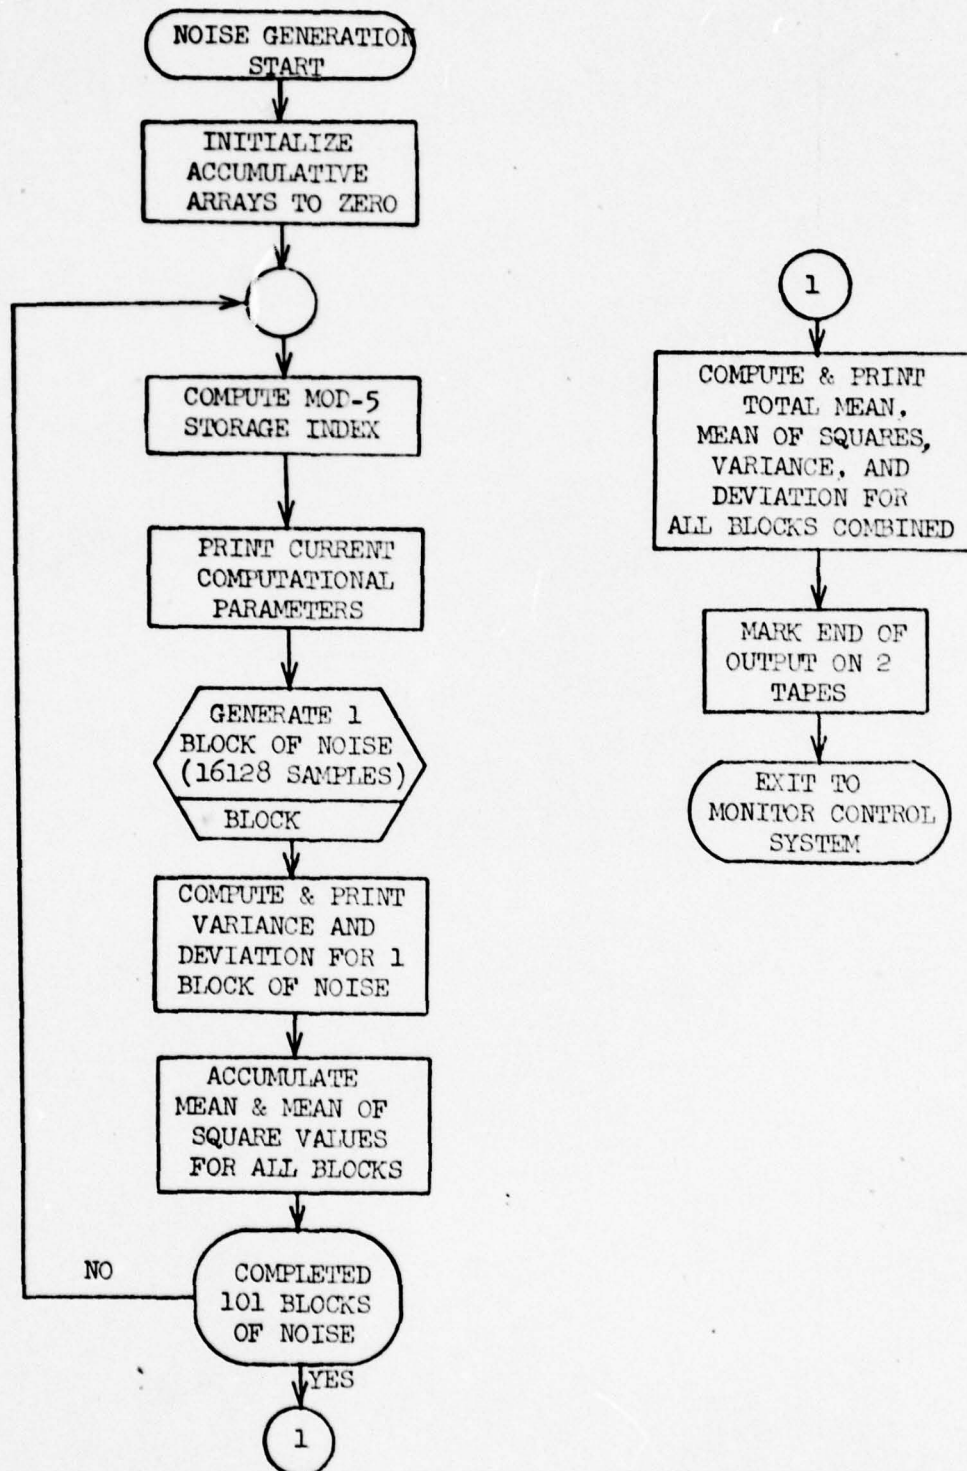 NOISE GENERATION
START
INITIALIZE
ACCUMULATIVE
ARRAYS TO ZERO
COMPUTE MOD-5
STORAGE INDEX
PRINT CURRENT
COMPUTATIONAL
PARAMETERS
GENERATE 1
BLOCK OF NOISE
(16128 SAMPLES)
BLOCK
COMPUTE & PRINT
VARIANCE AND
DEVIATION FOR 1
BLOCK OF NOISE
ACCUMULATE
MEAN & MEAN OF
SQUARE VALUES
FOR ALL BLOCKS
NO
COMPLETED
101 BLOCKS
OF NOISE
YES
1
1
COMPUTE & PRINT
TOTAL MEAN,
MEAN OF SQUARES,
VARIANCE, AND
DEVIATION FOR
ALL BLOCKS COMBINED
MARK END OF
OUTPUT ON 2
TAPES
EXIT TO
MONITOR CONTROL
SYSTEM